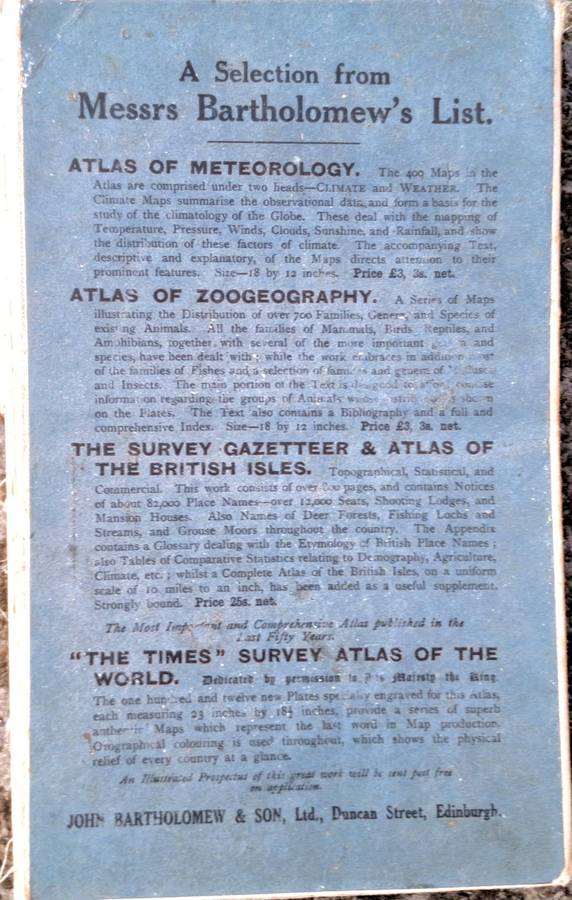 A Selection from
Messrs Bartholomew's List.
ATLAS OF METEOROLOGY. The 400 Maps in the
Atlas are comprised under two heads—CLIMATE and WEATHER. The
Climate Maps summarise the observational data and form a basis for the
study of the climatology of the Globe. These deal with the mapping of
Temperature, Pressure, Winds, Clouds, Sunshine, and Rainfall, and show
the distribution of these factors of climate. The accompanying Text,
descriptive and explanatory, of the Maps directs attention to their
prominent features. Size—18 by 12 inches. Price £3, 3s. net.
ATLAS OF ZOOGEOGRAPHY. A Series of Maps
illustrating the Distribution of over 700 Families, Genera, and Species of
existing Animals. All the families of Mammals, Birds, Reptiles, and
Amphibians, together with several of the more important and
species, have been dealt with; while the work embraces in addition most
of the families of Fishes and a selection of families and genera of Mollusca
and Insects. The main portion of the Text is designed to afford concise
information regarding the groups of Animals whose shown
on the Plates. The Text also contains a Bibliography and a full and
comprehensive Index. Size—18 by 12 inches. Price £3, 3s. net.
THE SURVEY GAZETTEER & ATLAS OF
THE BRITISH ISLES. Topographical, Statistical, and
Commercial. This work consists of over 800 pages, and contains Notices
of about 82,000 Place Names—over 12,000 Seats, Shooting Lodges, and
Mansion Houses. Also Names of Deer Forests, Fishing Lochs and
Streams, and Grouse Moors throughout the country. The Appendix
contains a Glossary dealing with the Etymology of British Place Names;
also Tables of Comparative Statistics relating to Demography, Agriculture,
Climate, etc.; whilst a Complete Atlas of the British Isles, on a uniform
scale of 10 miles to an inch, has been added as a useful supplement.
Strongly bound. Price 25s. net.
The Most Important and Comprehensive Atlas published in the
Last Fifty Years.
"THE TIMES" SURVEY ATLAS OF THE
WORLD. Dedicated by permission to His Majesty the King.
The one hundred and twelve new Plates specially engraved for this Atlas,
each measuring 23 inches by 18½ inches, provide a series of superb
authentic Maps which represent the last word in Map production.
Orographical colouring is used throughout, which shows the physical
relief of every country at a glance.
An Illustrated Prospectus of this great work will be sent post free
on application.
JOHN BARTHOLOMEW & SON, Ltd., Duncan Street, Edinburgh.